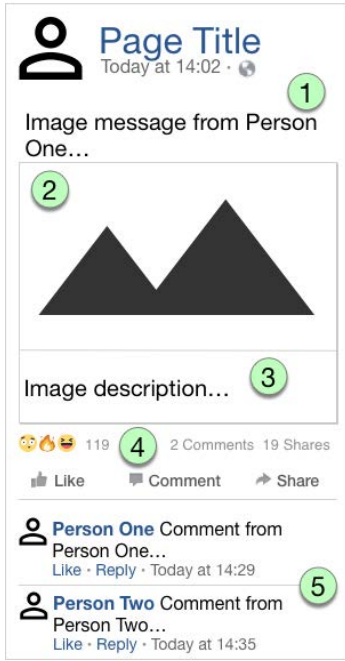 Page Title
Today at 14:02 ·
1
Image message from Person
One…
2
Image description…
3
119
4
2 Comments 19 Shares
Like Comment Share
Person One Comment from
Person One…
Like · Reply · Today at 14:29
5
Person Two Comment from
Person Two…
Like · Reply · Today at 14:35